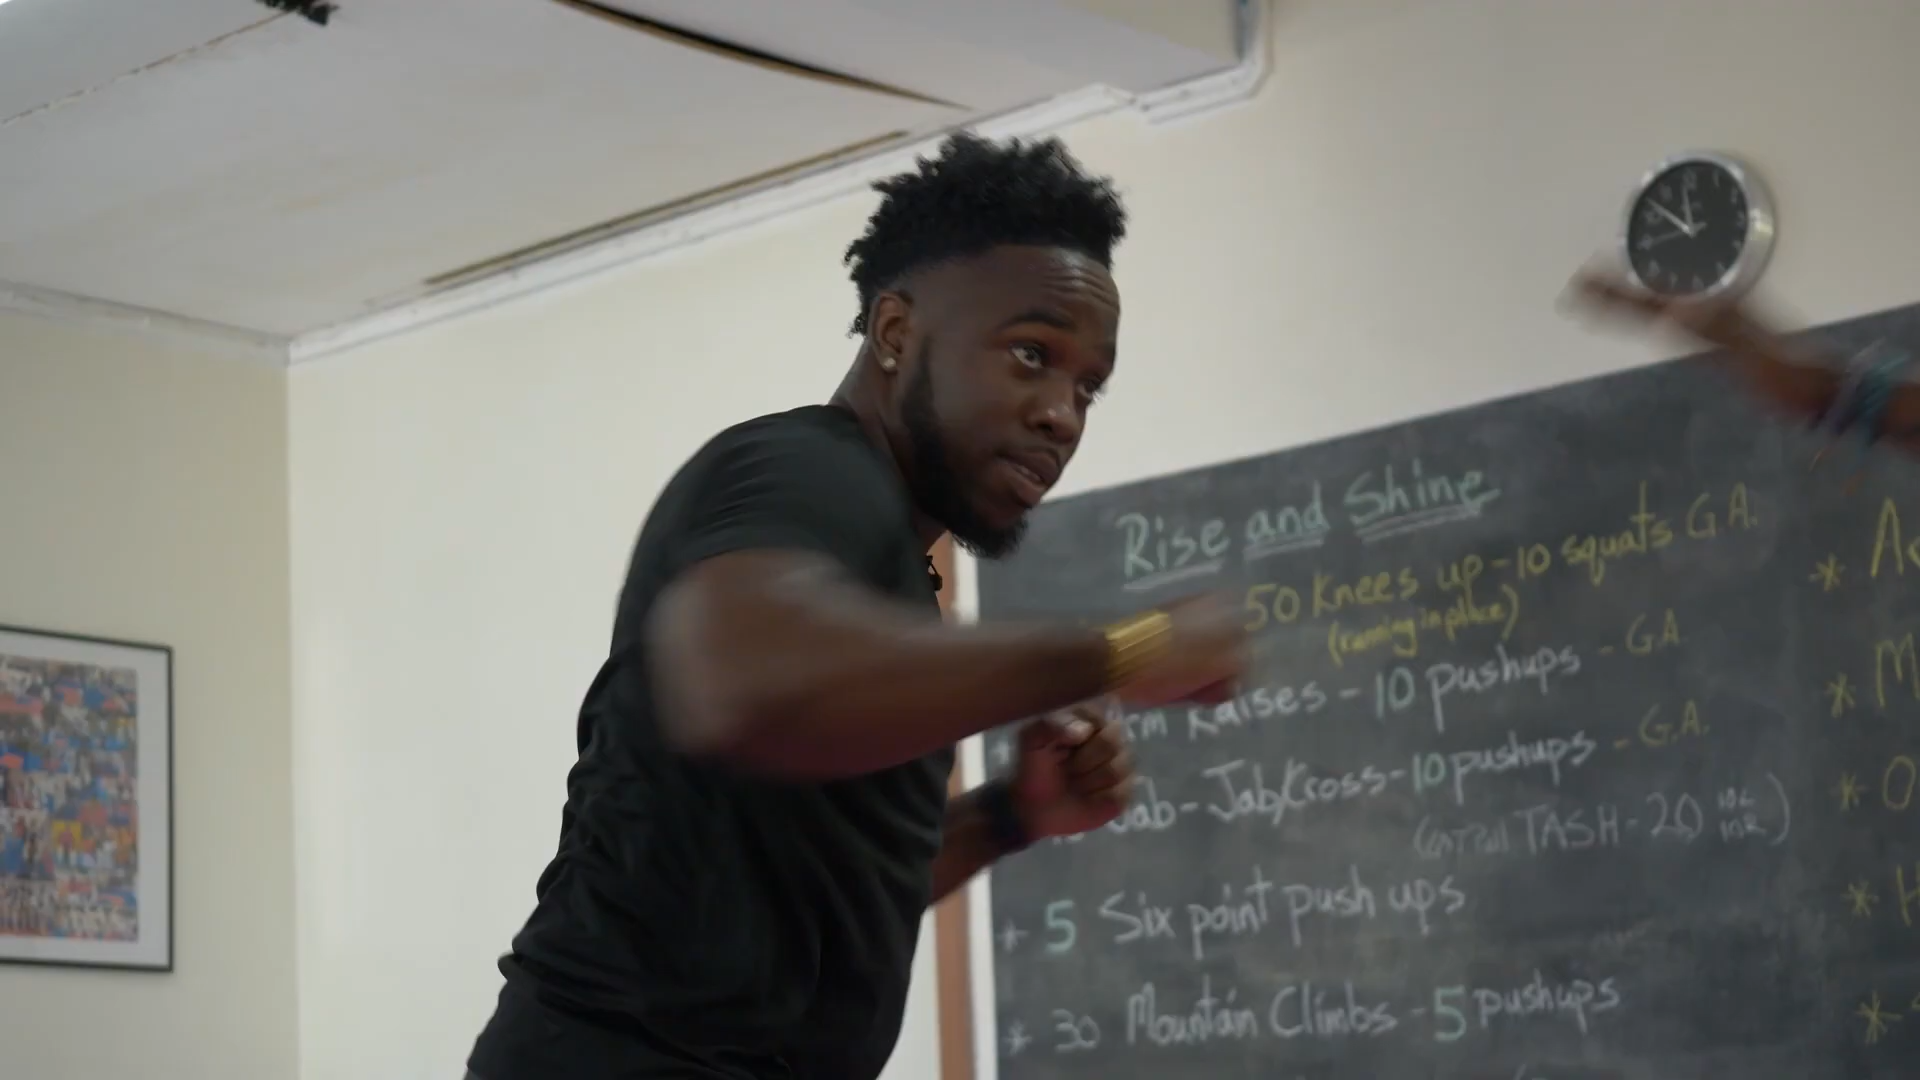 Rise and Shine
50 Knees up - 10 squats G.A.
(running in place)
Arm Raises - 10 pushups - G.A
Jab - Jab/Cross - 10 pushups - G.A.
TASH - 20
* 5 Six point push ups
* 30 Mountain Climbs - 5 pushups